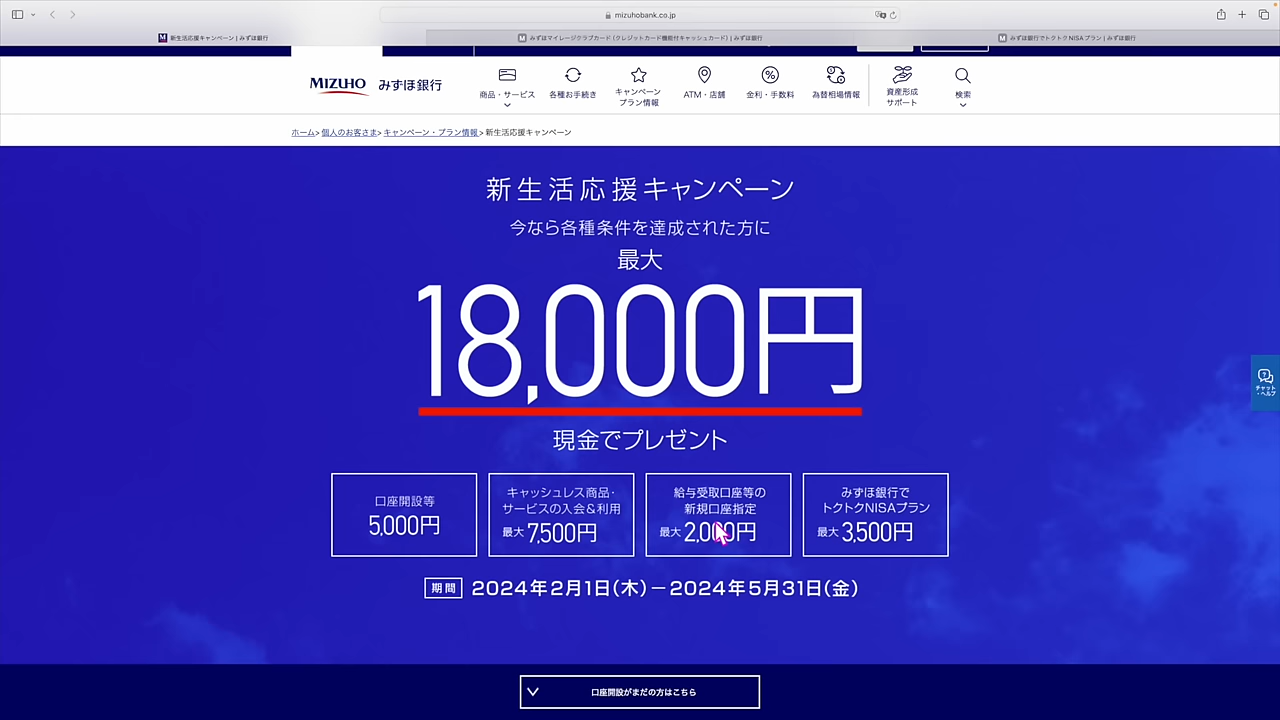 mizuhobank.co.jp
新生活応援キャンペーン | みずほ銀行
みずほマイレージクラブカード（クレジットカード機能付キャッシュカード） | みずほ銀行
みずほ銀行でトクトクNISAプラン | みずほ銀行
MIZUHO みずほ銀行
商品・サービス
各種お手続き
キャンペーン
プラン情報
ATM・店舗
金利・手数料
為替相場情報
資産形成
サポート
検索
ホーム> 個人のお客さま> キャンペーン・プラン情報> 新生活応援キャンペーン
新生活応援キャンペーン
今なら各種条件を達成された方に
最大
18,000円
現金でプレゼント
口座開設等
5,000円
キャッシュレス商品・
サービスの入会＆利用
最大 7,500円
給与受取口座等の
新規口座指定
最大 2,000円
みずほ銀行で
トクトクNISAプラン
最大 3,500円
期間 2024年2月1日(木)－2024年5月31日(金)
チャット
・ヘルプ
口座開設がまだの方はこちら